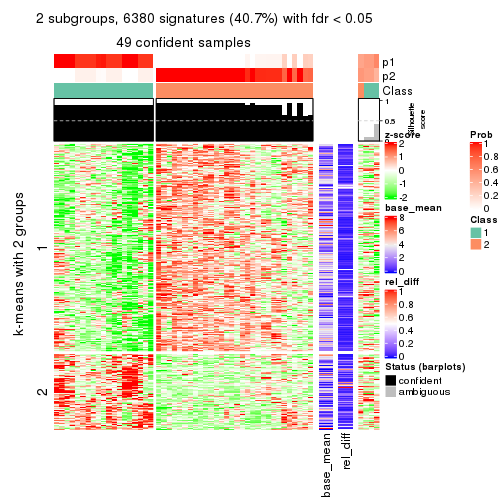 2 subgroups, 6380 signatures (40.7%) with fdr < 0.05
49 confident samples
p1
p2
Class
1
0.5
0
Silhouette
score
k-means with 2 groups
1
2
z-score
2
1
0
-1
-2
base_mean
8
6
4
2
0
rel_diff
1
0.8
0.6
0.4
0.2
0
Status (barplots)
confident
ambiguous
Prob
1
0.8
0.6
0.4
0.2
0
Class
1
2
base_mean
rel_diff